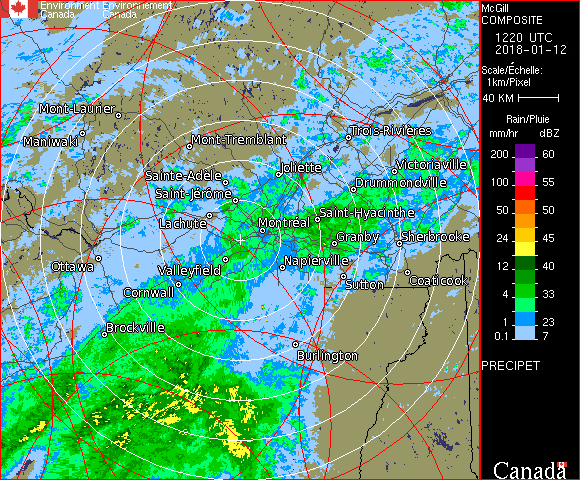 Environment Environnement
Canada Canada
McGill
COMPOSITE
1220 UTC
2018-01-12
Scale/Échelle:
1km/Pixel
40 KM
Rain/Pluie
mm/hr dBZ
200 60
100 55
50 50
24 45
12 40
4 33
1 23
0.1 7
PRECIPET
Canada
Mont-Laurier
Maniwaki
Mont-Tremblant
Trois-Rivières
Joliette
Victoriaville
Sainte-Adèle
Drummondville
Saint-Jérôme
Saint-Hyacinthe
Lachute
Montréal
Granby
Sherbrooke
Ottawa
Valleyfield
Napierville
Sutton
Coaticook
Cornwall
Brockville
Burlington